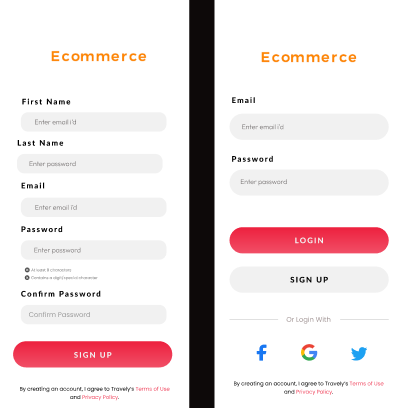 Ecommerce
First Name
Enter email i'd
Last Name
Enter password
Email
Enter email i'd
Password
Enter password
At least 8 characters
Contains a digit/special character
Confirm Password
Confirm Password
SIGN UP
By creating an account, I agree to Travely's Terms of Use
and Privacy Policy.
Ecommerce
Email
Enter email i'd
Password
Enter password
LOGIN
SIGN UP
Or Login With
By creating an account, I agree to Travely's Terms of Use
and Privacy Policy.